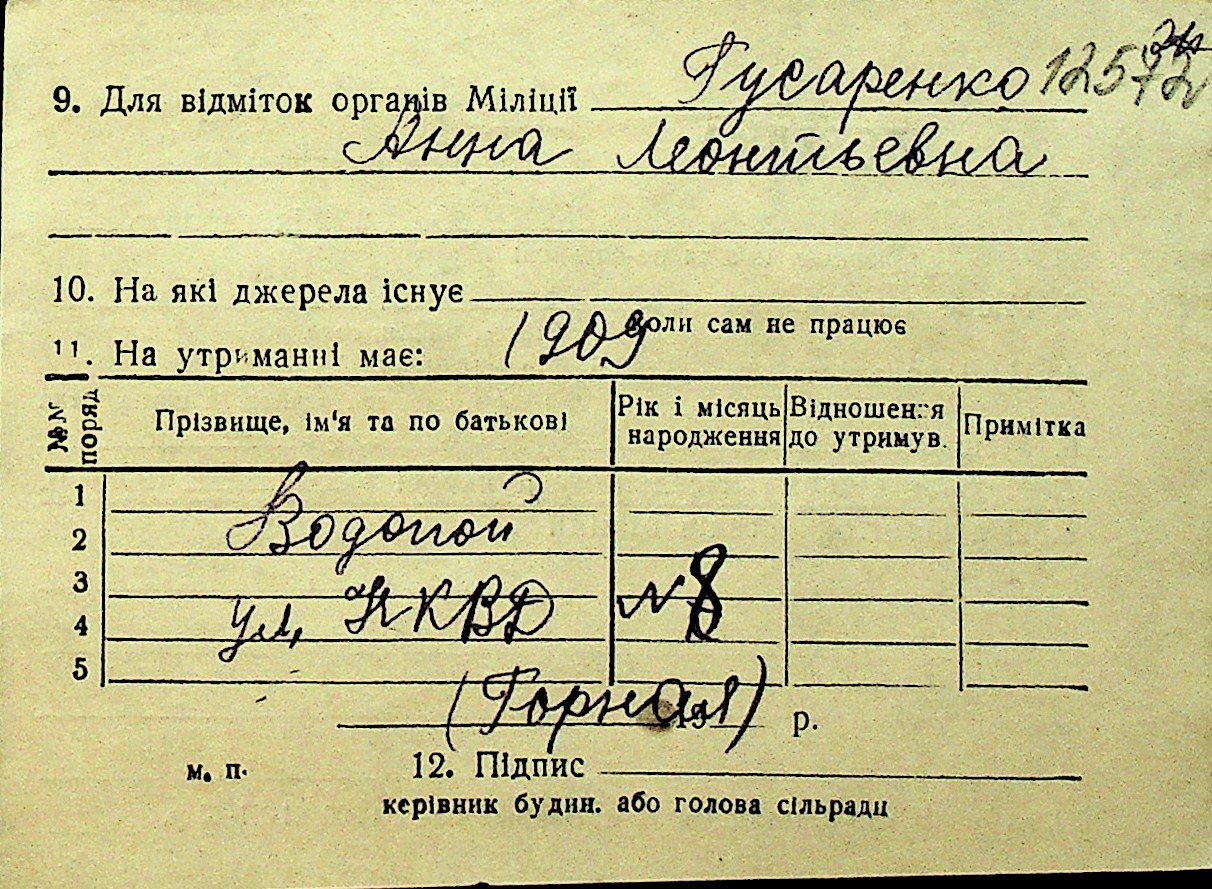 9. Для відміток органів Міліції Гусаренко 12572
Анна Леонтьевна
10. На які джерела існує
коли сам не працює
11. На утриманні має: 1909
№№ поряд. Прізвище, ім'я та по батькові Рік і місяць народження Відношення до утримув. Примітка
1
2 Водопой
3
4 ул. НКВД №8
5
(Горная) 19 р.
м. п. 12. Підпис
керівник будин. або голова сільради